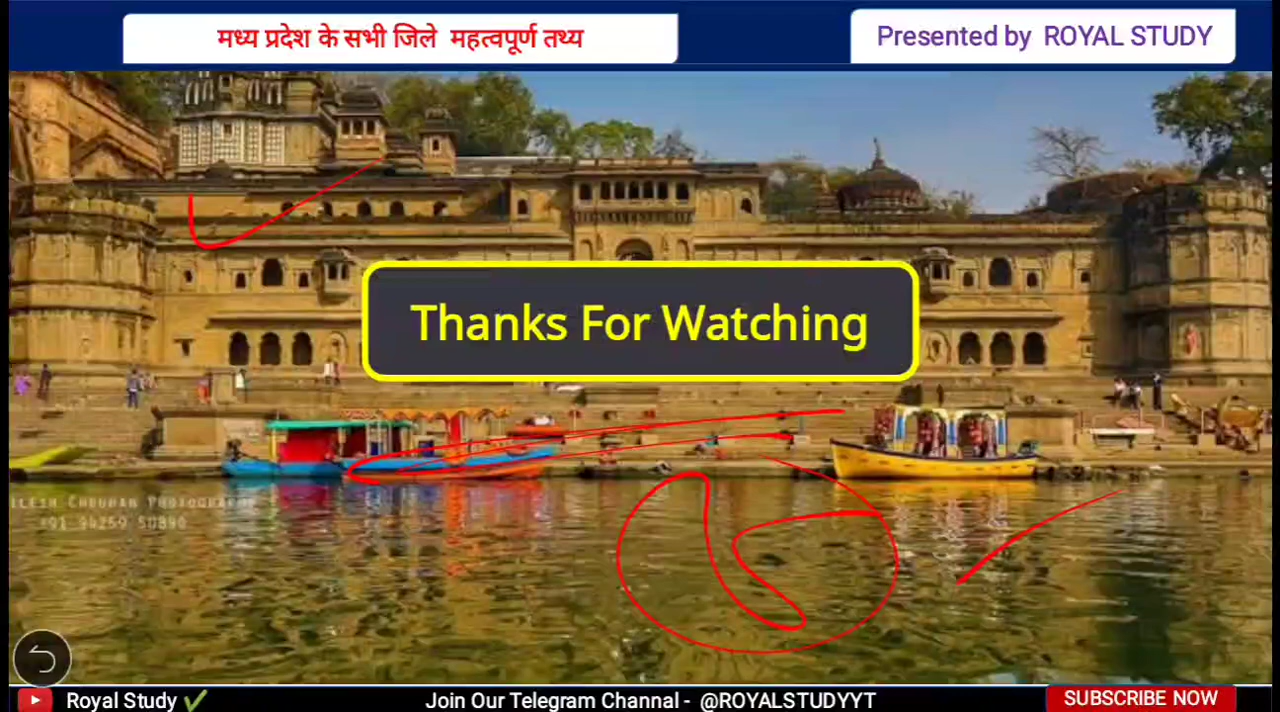 मध्य प्रदेश के सभी जिले महत्वपूर्ण तथ्य
Presented by ROYAL STUDY
Thanks For Watching
Royal Study
Join Our Telegram Channal - @ROYALSTUDYYT
SUBSCRIBE NOW